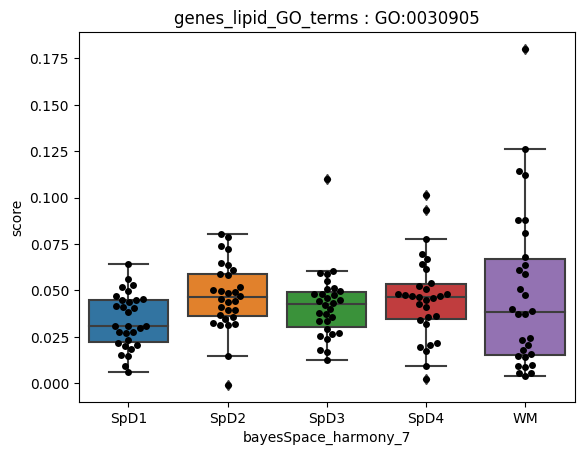 genes_lipid_GO_terms : GO:0030905
score
0.175
0.150
0.125
0.100
0.075
0.050
0.025
0.000
SpD1 SpD2 SpD3 SpD4 WM
bayesSpace_harmony_7